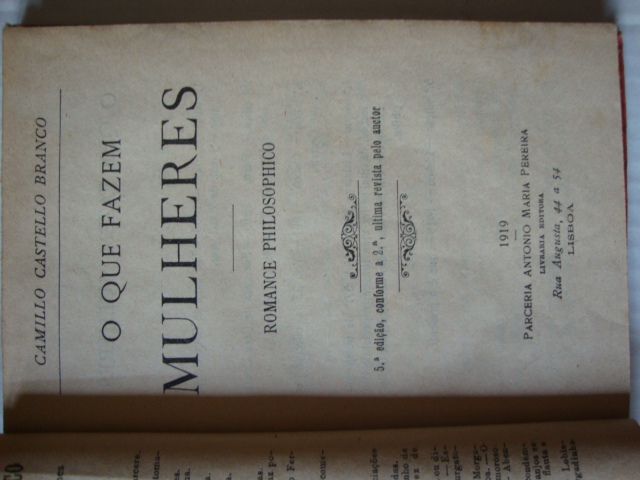 CAMILLO CASTELLO BRANCO
O QUE FAZEM
MULHERES
ROMANCE PHILOSOPHICO
5.ª edição, conforme a 2.ª, ultima revista pelo auctor
1919
PARCERIA ANTONIO MARIA PEREIRA
LIVRARIA EDITORA
Rua Augusta, 44 a 54
LISBOA